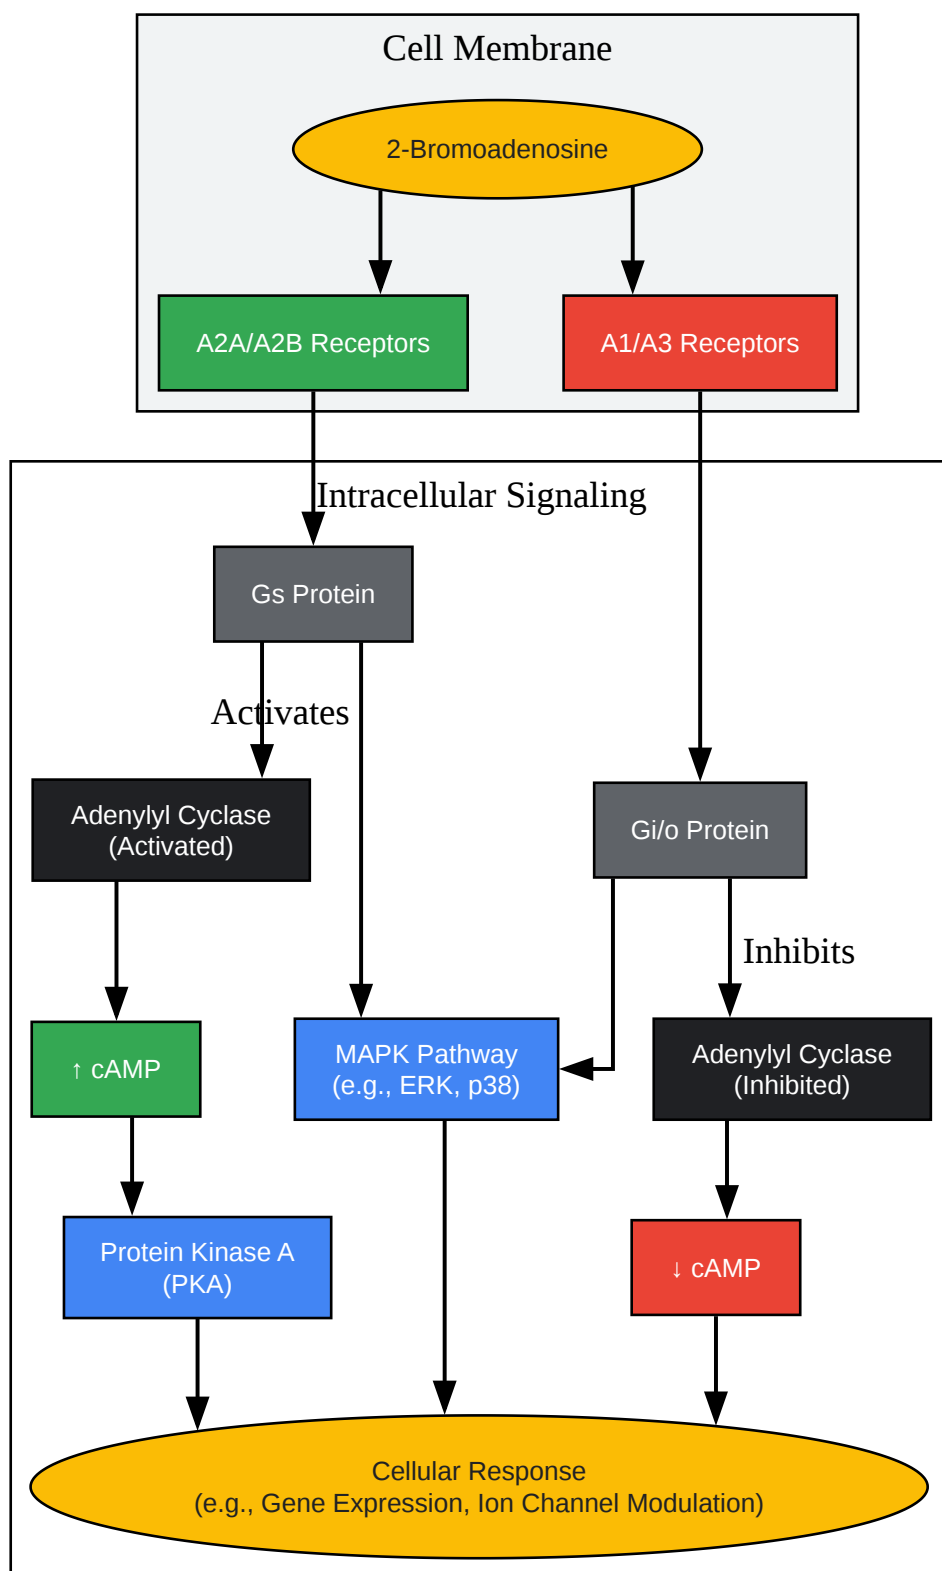 Cell Membrane
2-Bromoadenosine
A2A/A2B Receptors
A1/A3 Receptors
Intracellular Signaling
Gs Protein
Activates
Adenylyl Cyclase
(Activated)
Gi/o Protein
Inhibits
↑ cAMP
MAPK Pathway
(e.g., ERK, p38)
Adenylyl Cyclase
(Inhibited)
Protein Kinase A
(PKA)
↓ cAMP
Cellular Response
(e.g., Gene Expression, Ion Channel Modulation)